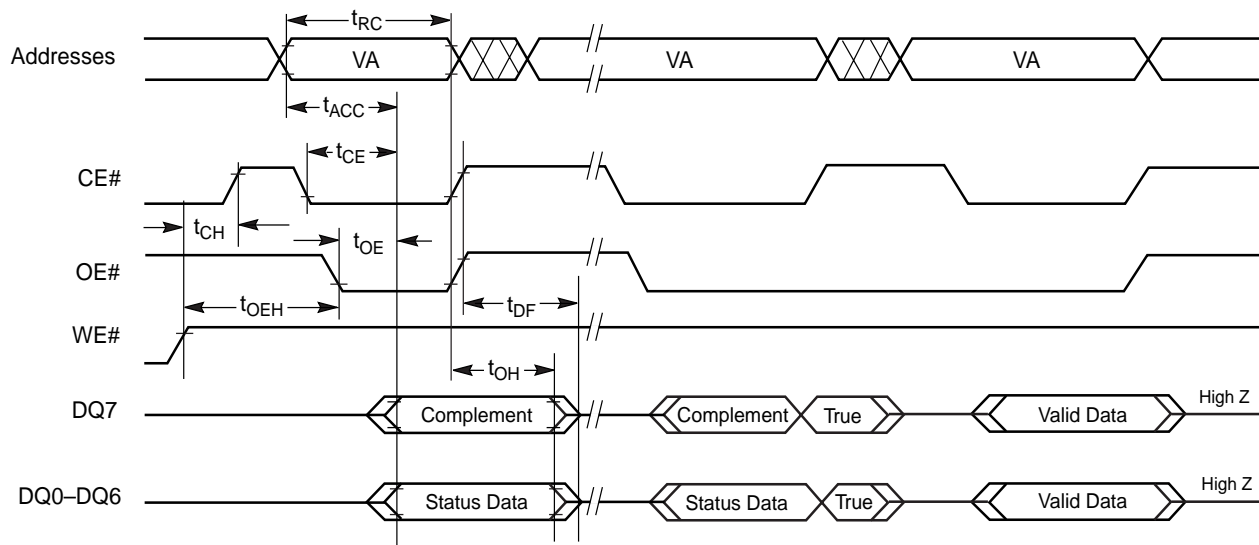 tRC
Addresses VA VA VA
tACC
tCE
CE#
tCH tOE
OE#
tOEH tDF
WE#
tOH
DQ7 Complement Complement True Valid Data High Z
DQ0–DQ6 Status Data Status Data True Valid Data High Z